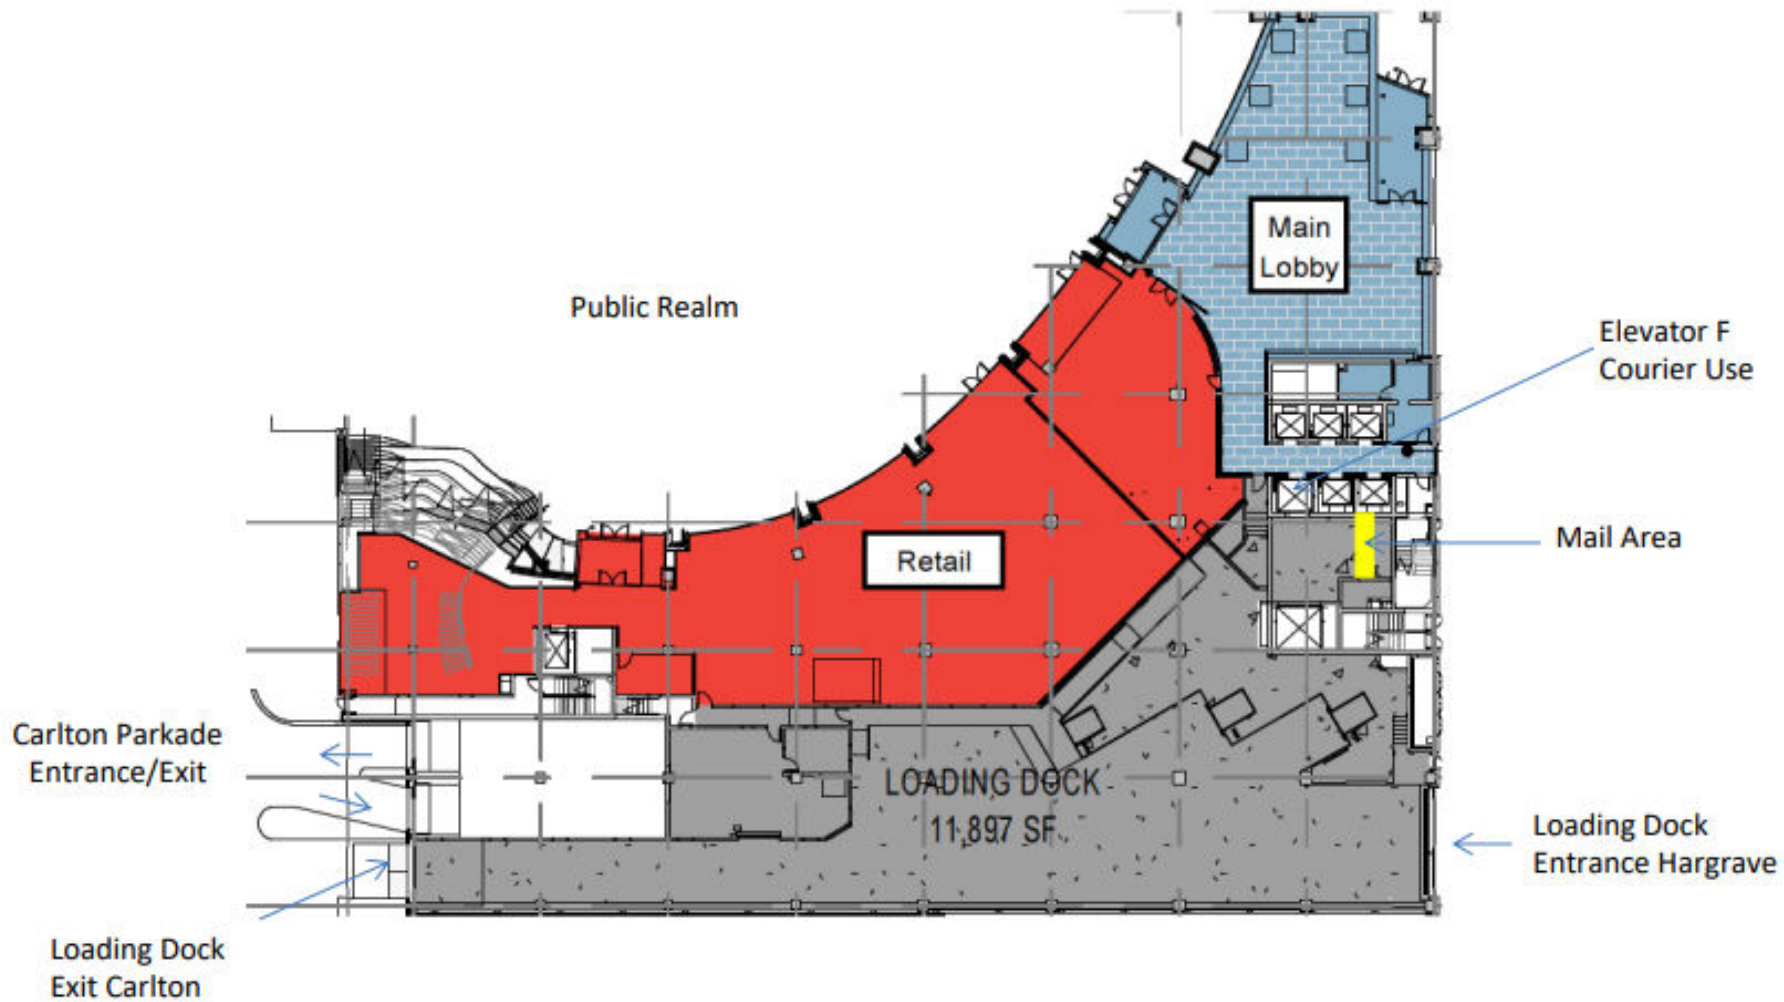 Main
Lobby
Public Realm
Elevator F
Courier Use
Mail Area
Retail
Carlton Parkade
Entrance/Exit
LOADING DOCK
11,897 SF
Loading Dock
Entrance Hargrave
Loading Dock
Exit Carlton